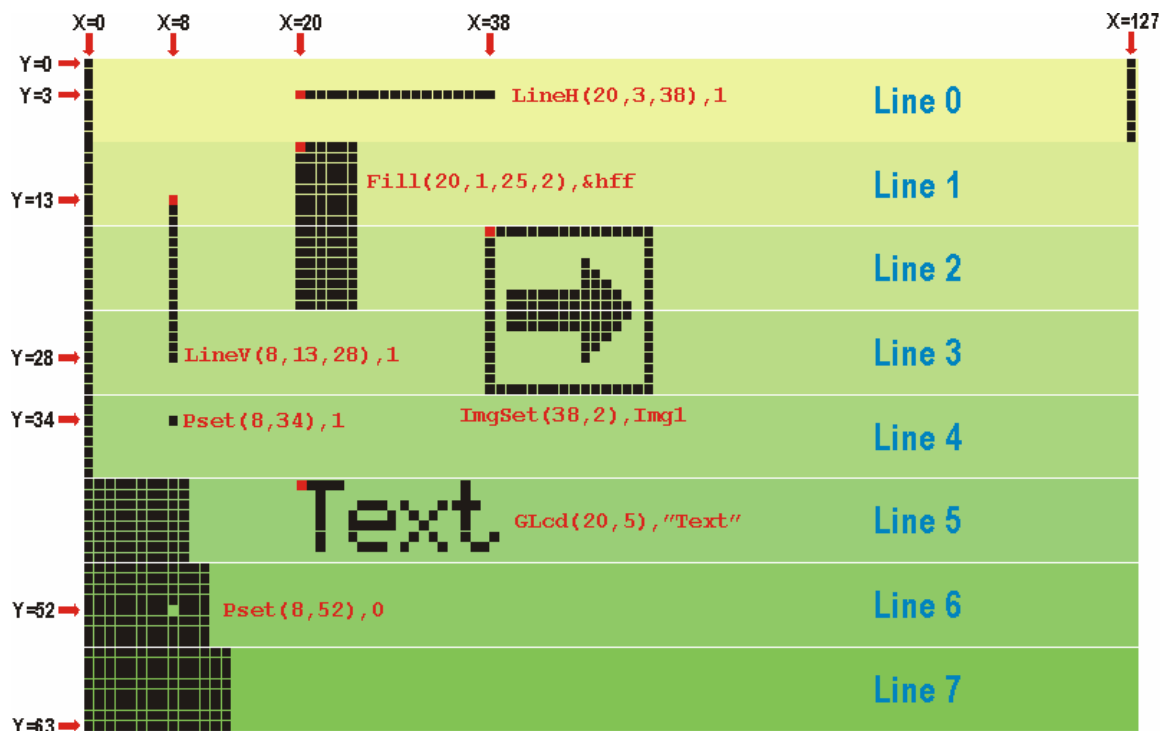 X=0 X=8 X=20 X=38 X=127
Y=0
Y=3
LineH(20,3,38),1
Line 0
Fill(20,1,25,2),&hff
Line 1
Y=13
Line 2
Y=28
LineV(8,13,28),1
Line 3
Y=34
Pset(8,34),1
ImgSet(38,2),Img1
Line 4
Text
GLcd(20,5),”Text”
Line 5
Y=52
Pset(8,52),0
Line 6
Line 7
Y=63